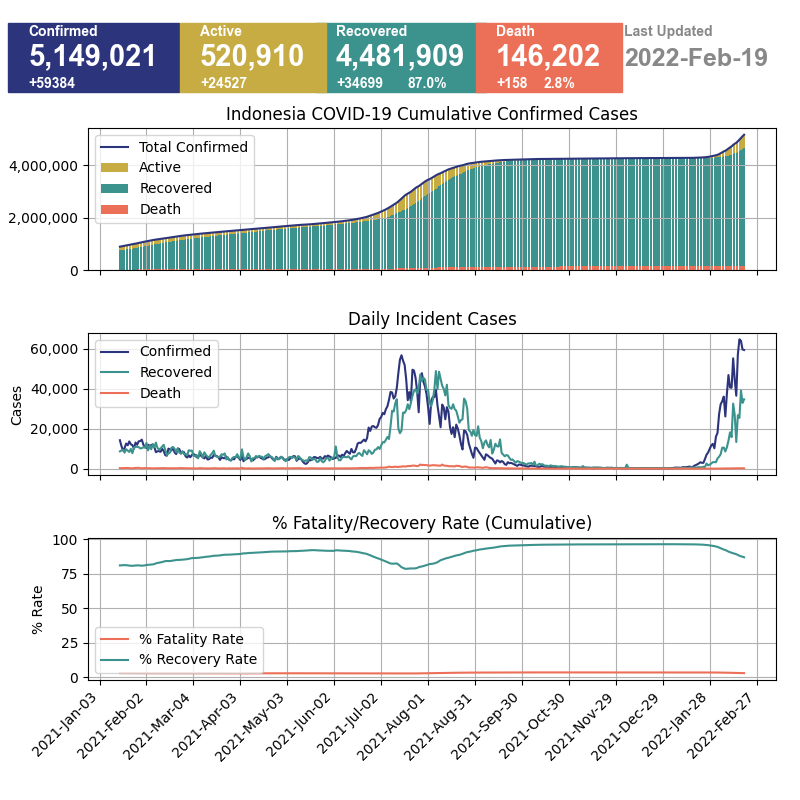 Confirmed
5,149,021
+59384
Active
520,910
+24527
Recovered
4,481,909
+34699 87.0%
Death
146,202
+158 2.8%
Last Updated
2022-Feb-19
Indonesia COVID-19 Cumulative Confirmed Cases
Total Confirmed
Active
Recovered
Death
4,000,000
2,000,000
0
Daily Incident Cases
Confirmed
Recovered
Death
60,000
40,000
20,000
0
Cases
% Fatality/Recovery Rate (Cumulative)
100
75
50
25
0
% Rate
% Fatality Rate
% Recovery Rate
2021-Jan-03
2021-Feb-02
2021-Mar-04
2021-Apr-03
2021-May-03
2021-Jun-02
2021-Jul-02
2021-Aug-01
2021-Aug-31
2021-Sep-30
2021-Oct-30
2021-Nov-29
2021-Dec-29
2022-Jan-28
2022-Feb-27